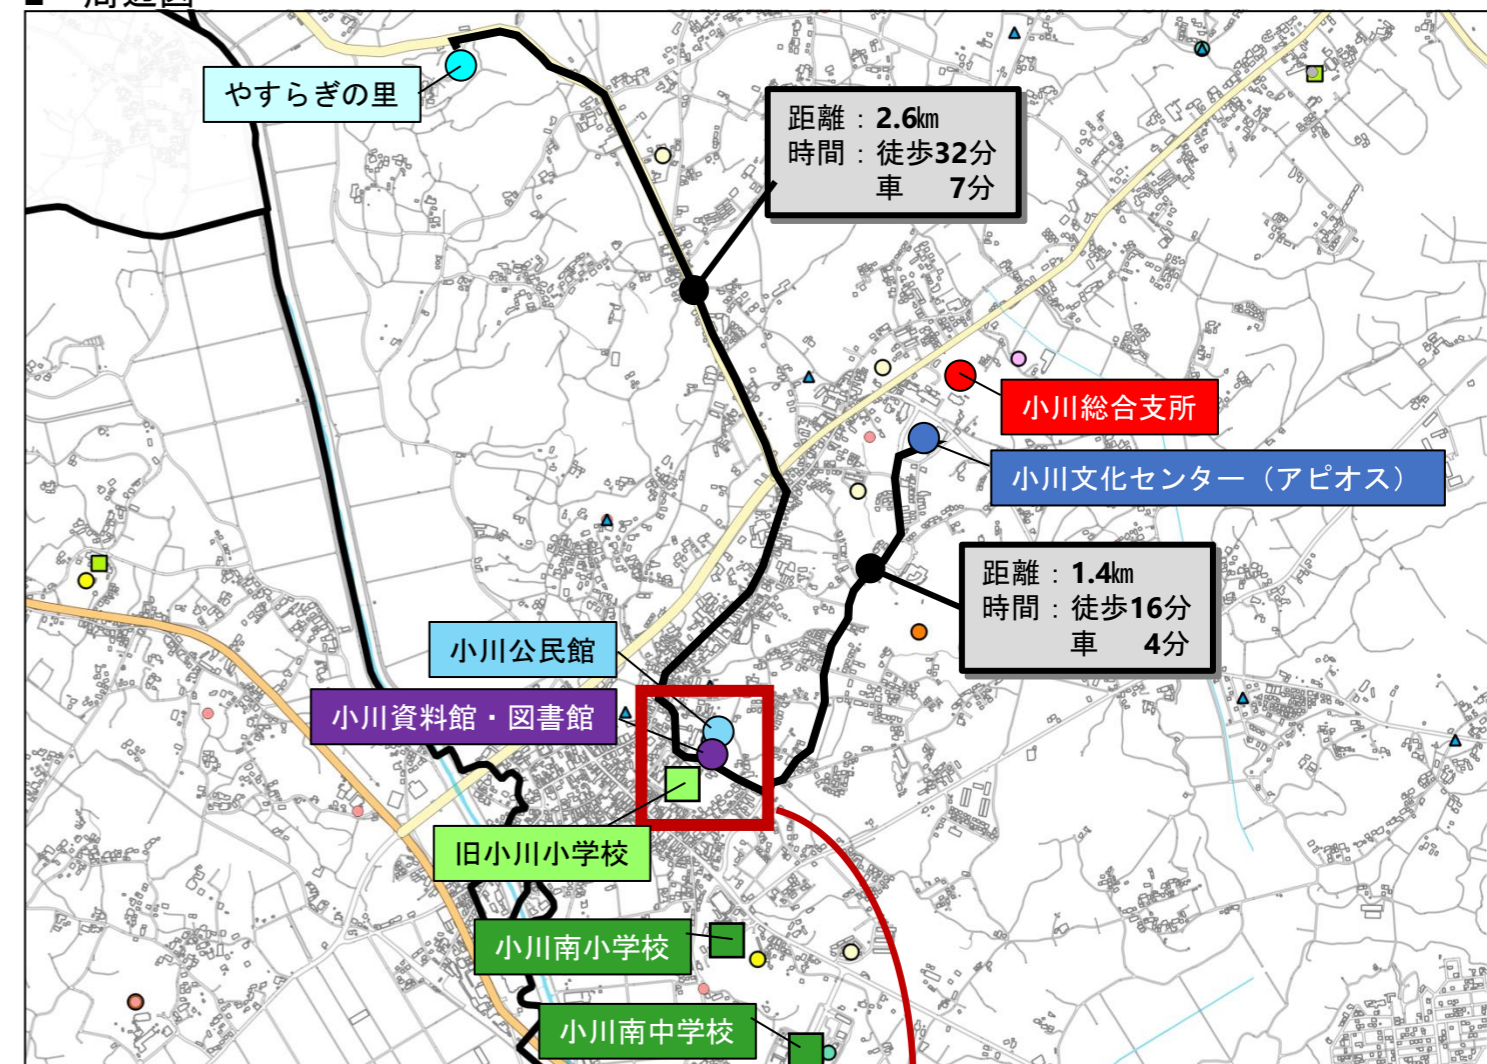 やすらぎの里
距離：2.6㎞
時間：徒歩32分
車 7分
小川総合支所
小川文化センター（アピオス）
距離：1.4㎞
時間：徒歩16分
車 4分
小川公民館
小川資料館・図書館
旧小川小学校
小川南小学校
小川南中学校